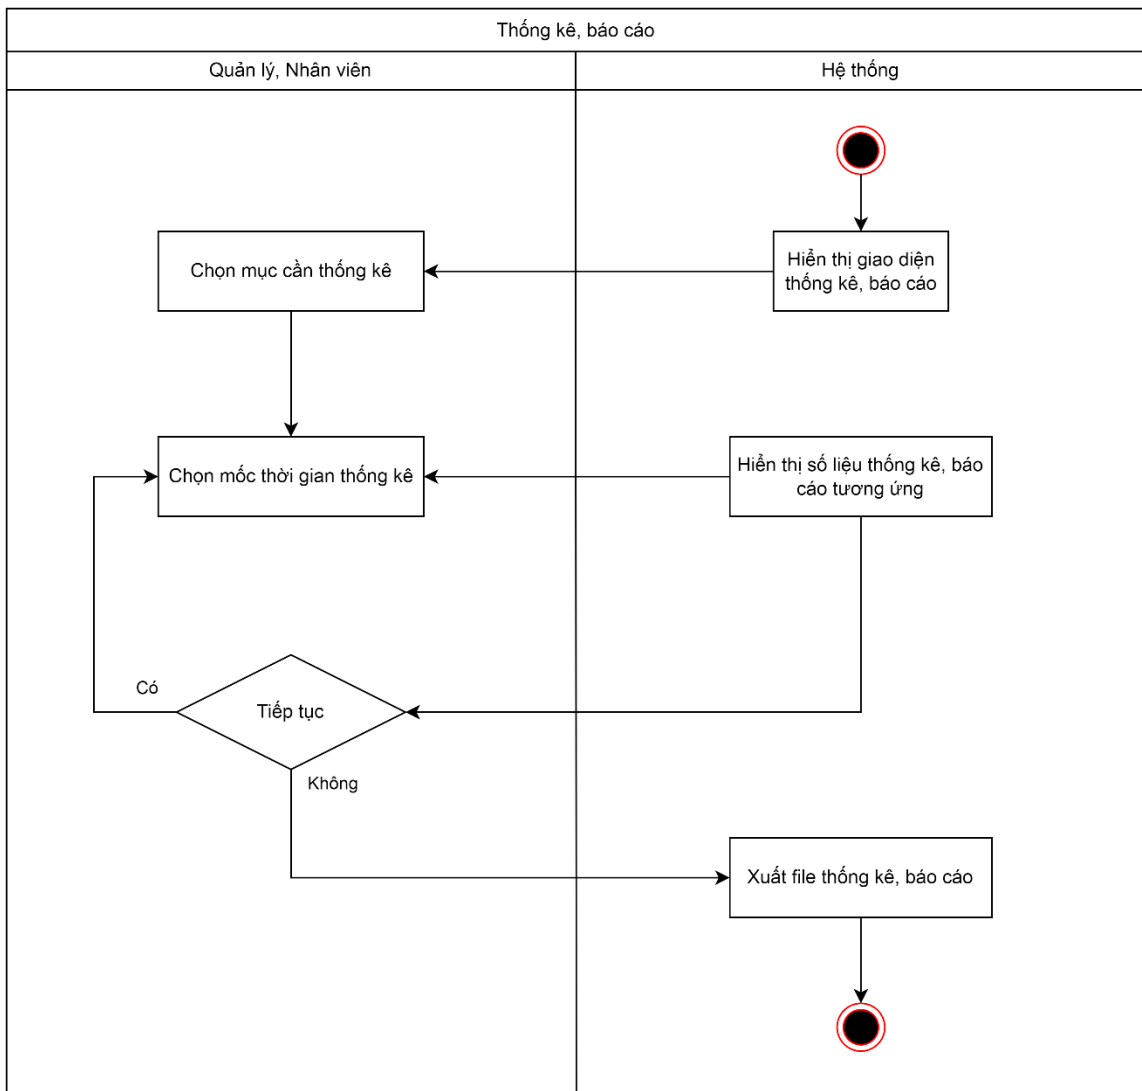 Thống kê, báo cáo
Quản lý, Nhân viên
Hệ thống
Chọn mục cần thống kê
Hiển thị giao diện
thống kê, báo cáo
Chọn mốc thời gian thống kê
Hiển thị số liệu thống kê, báo
cáo tương ứng
Có
Tiếp tục
Không
Xuất file thống kê, báo cáo